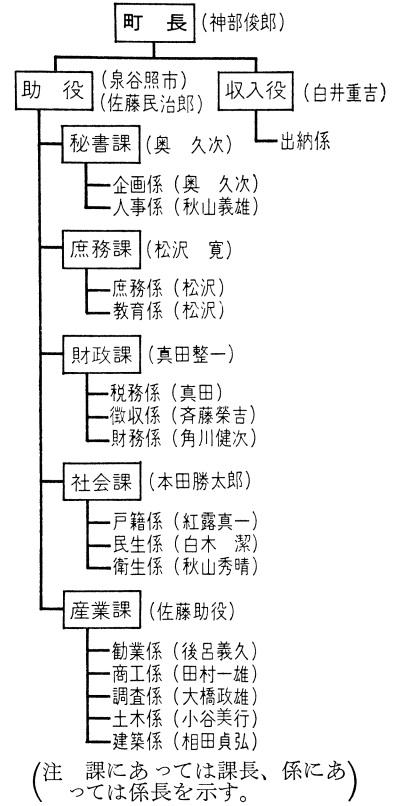 町長(神部俊郎)
助役(泉谷照市)
(佐藤民治郎)
収入役(白井重吉)
出納係
秘書課(奥 久次)
企画係(奥 久次)
人事係(秋山義雄)
庶務課(松沢 寛)
庶務係(松沢)
教育係(松沢)
財政課(真田整一)
税務係(真田)
徴収係(斉藤榮吉)
財務係(角川健次)
社会課(本田勝太郎)
戸籍係(紅露真一)
民生係(白木 潔)
衛生係(秋山秀晴)
産業課(佐藤助役)
勧業係(後呂義久)
商工係(田村一雄)
調査係(大橋政雄)
土木係(小谷美行)
建築係(相田貞弘)
(注 課にあっては課長、係にあ
っては係長を示す。)